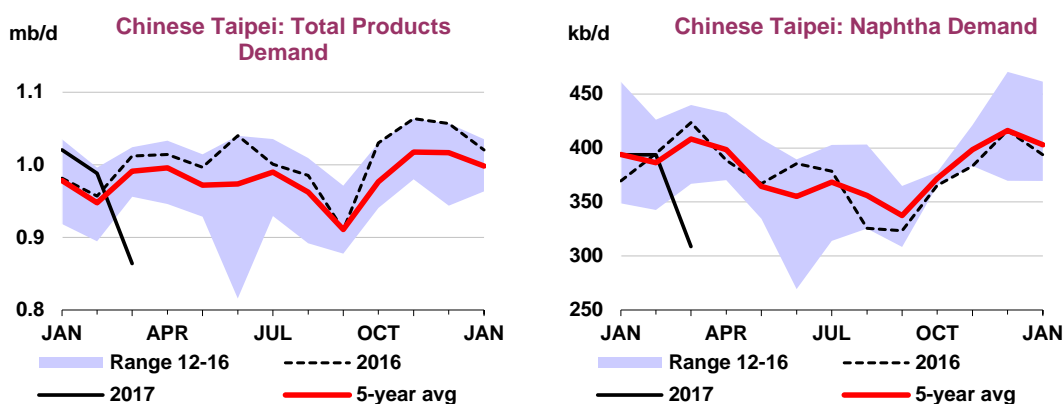 mb/d
Chinese Taipei: Total Products
Demand
1.1
1.0
0.9
0.8
JAN APR JUL OCT JAN
Range 12-16 2016
2017 5-year avg
kb/d
Chinese Taipei: Naphtha Demand
450
400
350
300
250
JAN APR JUL OCT JAN
Range 12-16 2016
2017 5-year avg